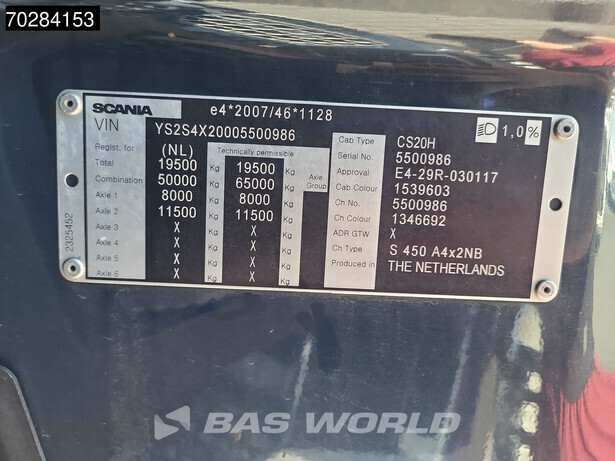 70284153
SCANIA e4*2007/46*1128
VIN YS2S4X20005500986
1,0%
Regist. for (NL) Technically permissible
Total 19500 Kg 19500 Kg
Combination 50000 Kg 65000 Kg
Axle Group
Axle 1 8000 Kg 8000 Kg
Axle 2 11500 Kg 11500 Kg
Axle 3 X Kg X Kg
Axle 4 X Kg X Kg
Axle 5 X Kg X Kg
Axle 6 X Kg X Kg
Cab Type CS20H
Serial No. 5500986
Approval E4-29R-030117
Cab Colour 1539603
Ch No. 5500986
Ch Colour 1346692
ADR GTW X
Ch Type S 450 A4x2NB
Produced in THE NETHERLANDS
2325452
BAS WORLD